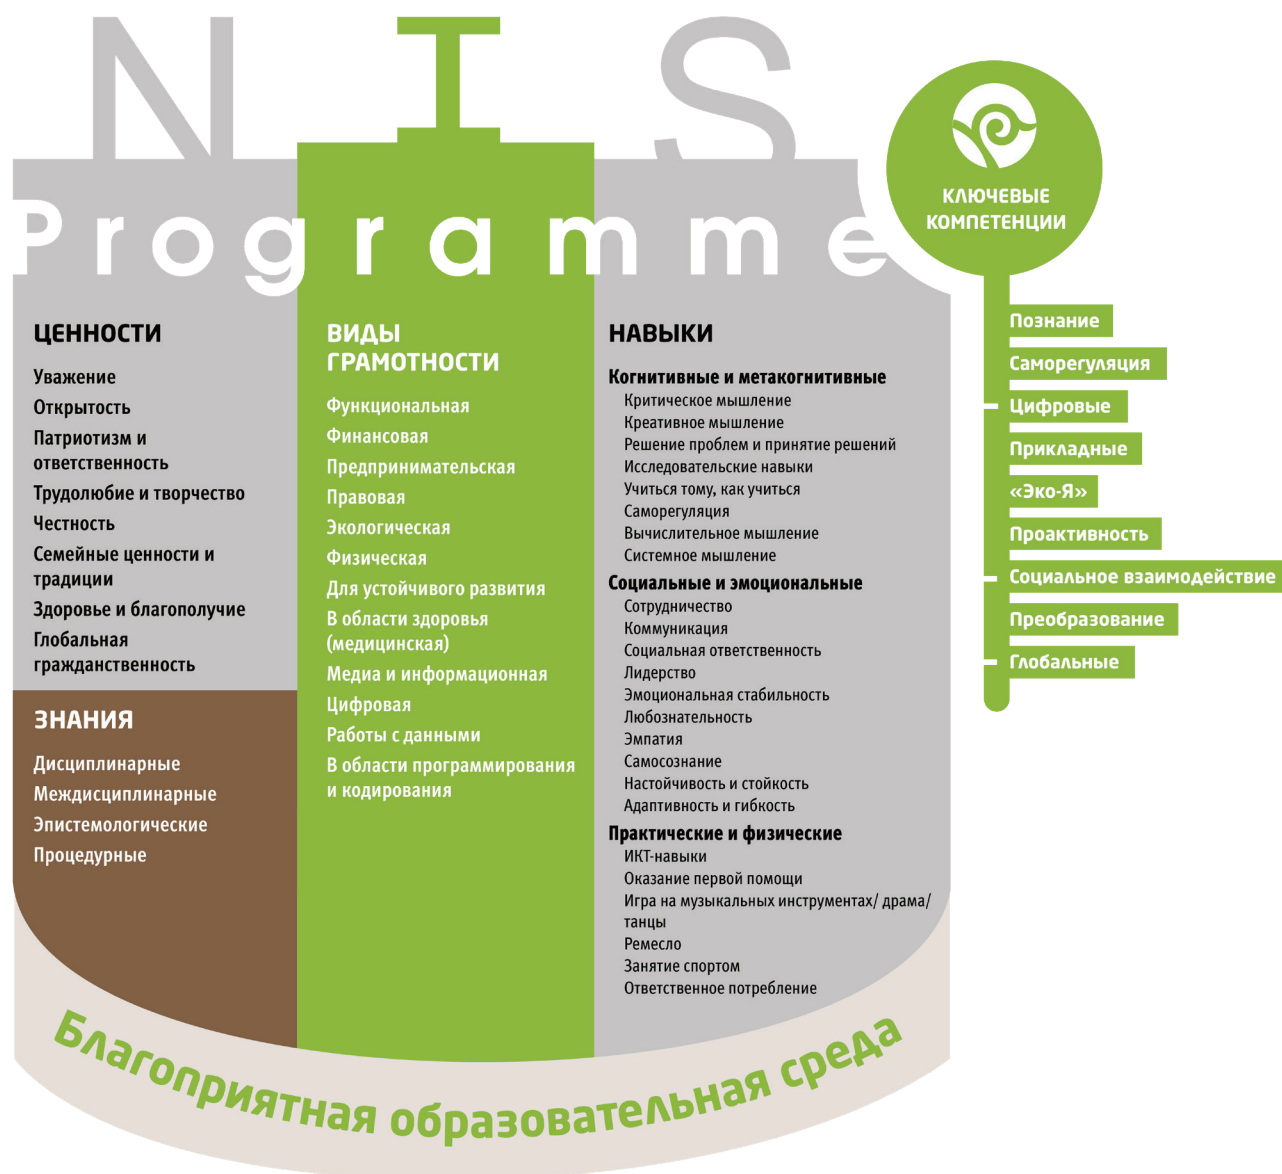 N I S
Programme
ЦЕННОСТИ
Уважение
Открытость
Патриотизм и
ответственность
Трудолюбие и творчество
Честность
Семейные ценности и
традиции
Здоровье и благополучие
Глобальная
гражданственность
ЗНАНИЯ
Дисциплинарные
Междисциплинарные
Эпистемологические
Процедурные
ВИДЫ
ГРАМОТНОСТИ
Функциональная
Финансовая
Предпринимательская
Правовая
Экологическая
Физическая
Для устойчивого развития
В области здоровья
(медицинская)
Медиа и информационная
Цифровая
Работы с данными
В области программирования
и кодирования
НАВЫКИ
Когнитивные и метакогнитивные
Критическое мышление
Креативное мышление
Решение проблем и принятие решений
Исследовательские навыки
Учиться тому, как учиться
Саморегуляция
Вычислительное мышление
Системное мышление
Социальные и эмоциональные
Сотрудничество
Коммуникация
Социальная ответственность
Лидерство
Эмоциональная стабильность
Любознательность
Эмпатия
Самосознание
Настойчивость и стойкость
Адаптивность и гибкость
Практические и физические
ИКТ-навыки
Оказание первой помощи
Игра на музыкальных инструментах/ драма/
танцы
Ремесло
Занятие спортом
Ответственное потребление
КЛЮЧЕВЫЕ
КОМПЕТЕНЦИИ
Познание
Саморегуляция
Цифровые
Прикладные
«Эко-Я»
Проактивность
Социальное взаимодействие
Преобразование
Глобальные
Благоприятная образовательная среда